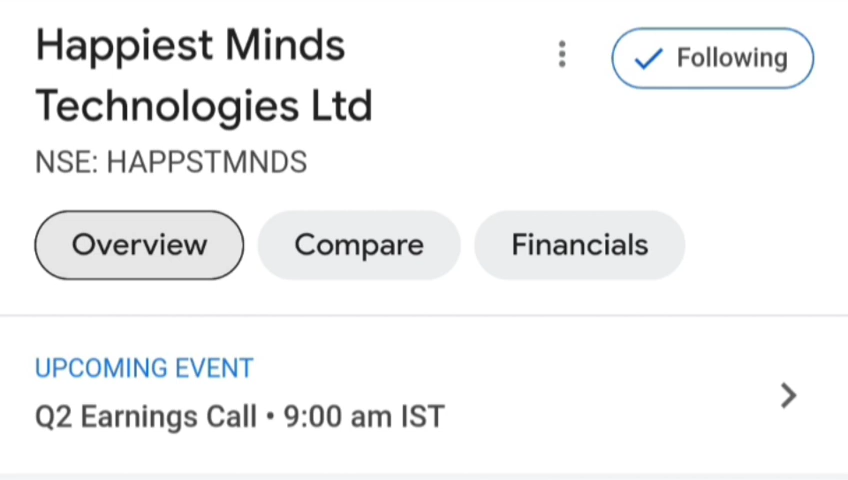 Happiest Minds
Technologies Ltd
Following
NSE: HAPPSTMNDS
Overview
Compare
Financials
UPCOMING EVENT
Q2 Earnings Call • 9:00 am IST